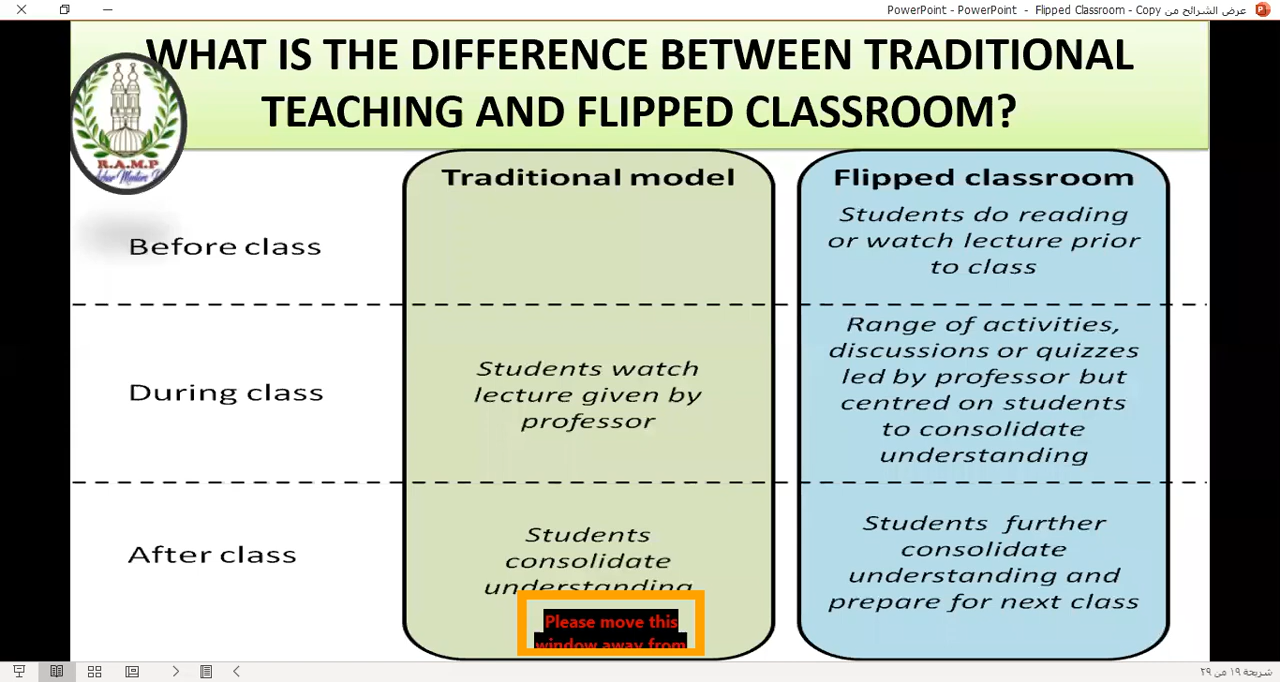 عرض الشرائح من PowerPoint - PowerPoint - Flipped Classroom - Copy
WHAT IS THE DIFFERENCE BETWEEN TRADITIONAL
TEACHING AND FLIPPED CLASSROOM?
R.A.M.P
Traditional model
Flipped classroom
Before class
Students do reading
or watch lecture prior
to class
During class
Students watch
lecture given by
professor
Range of activities,
discussions or quizzes
led by professor but
centred on students
to consolidate
understanding
After class
Students
consolidate
understanding
Students further
consolidate
understanding and
prepare for next class
Please move this
window away from
شريحة ١٩ من ٢٩